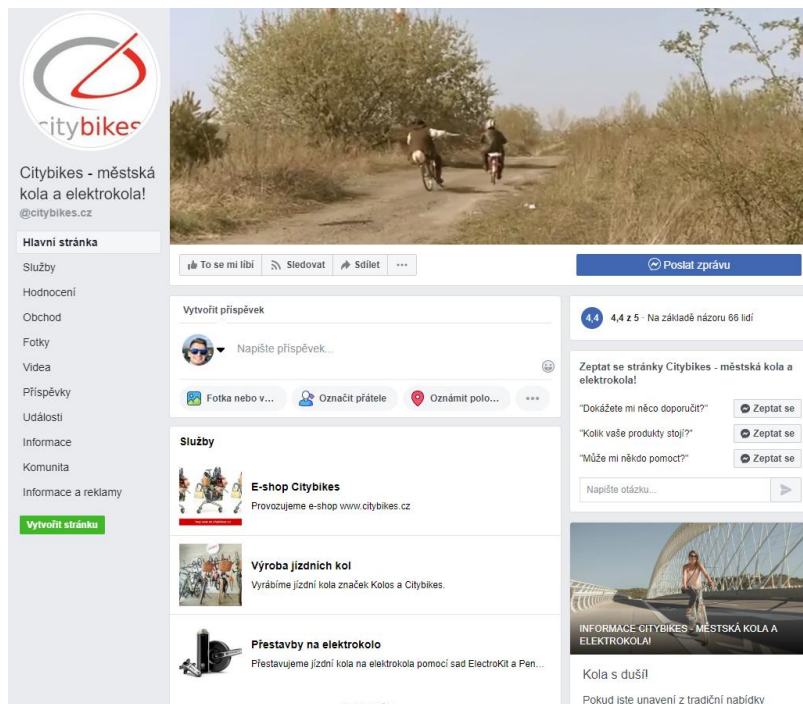 citybikes
Citybikes - městská
kola a elektrokola!
@citybikes.cz
Hlavní stránka
Služby
Hodnocení
Obchod
Fotky
Videa
Příspěvky
Události
Informace
Komunita
Informace a reklamy
Vytvořit stránku
To se mi líbí
Sledovat
Sdílet
Poslat zprávu
Vytvořit příspěvek
Napište příspěvek...
Fotka nebo v...
Označit přátele
Oznámit polo...
Služby
E-shop Citybikes
Provozujeme e-shop www.citybikes.cz
Výroba jízdních kol
Vyrábíme jízdní kola značek Kolos a Citybikes.
Přestavby na elektrokolo
Přestavujeme jízdní kola na elektrokola pomocí sad ElectroKit a Pen...
4,4 4,4 z 5 · Na základě názoru 66 lidí
Zeptat se stránky Citybikes - městská kola a
elektrokola!
"Dokážete mi něco doporučit?" Zeptat se
"Kolik vaše produkty stojí?" Zeptat se
"Může mi někdo pomoct?" Zeptat se
Napište otázku...
INFORMACE CITYBIKES - MĚSTSKÁ KOLA A
ELEKTROKOLA!
Kola s duší!
Pokud jste unavení z tradiční nabídky